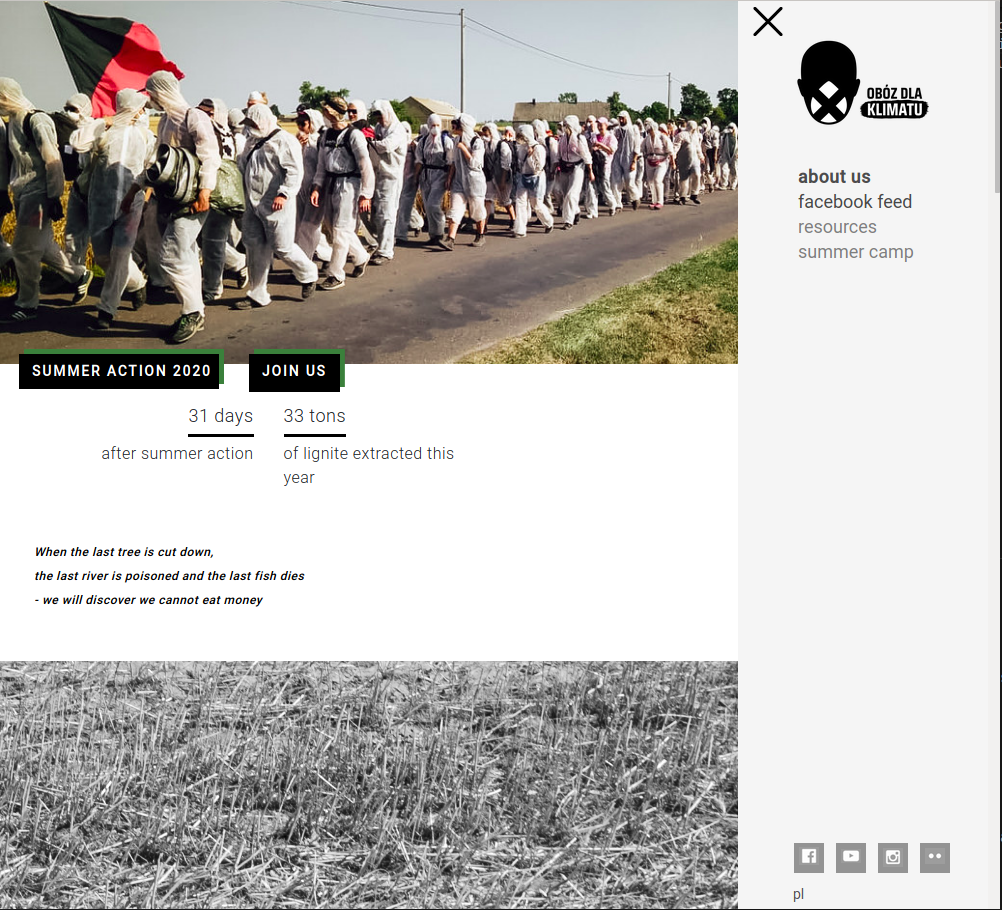 OBÓZ DLA
KLIMATU
about us
facebook feed
resources
summer camp
SUMMER ACTION 2020
JOIN US
31 days
33 tons
after summer action
of lignite extracted this
year
When the last tree is cut down,
the last river is poisoned and the last fish dies
- we will discover we cannot eat money
pl